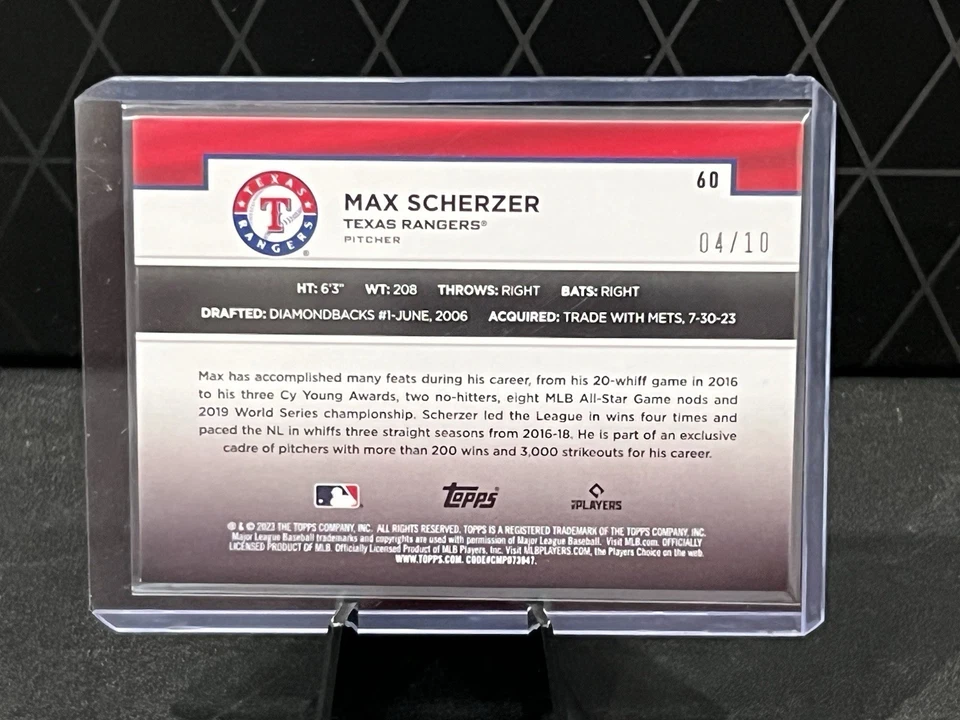 60
TEXAS RANGERS
T
MAX SCHERZER
TEXAS RANGERS®
PITCHER
04/10
HT: 6'3" WT: 208 THROWS: RIGHT BATS: RIGHT
DRAFTED: DIAMONDBACKS #1-JUNE, 2006 ACQUIRED: TRADE WITH METS, 7-30-23
Max has accomplished many feats during his career, from his 20-whiff game in 2016
to his three Cy Young Awards, two no-hitters, eight MLB All-Star Game nods and
2019 World Series championship. Scherzer led the League in wins four times and
paced the NL in whiffs three straight seasons from 2016-18. He is part of an exclusive
cadre of pitchers with more than 200 wins and 3,000 strikeouts for his career.
Topps®
PLAYERS
® & © 2023 THE TOPPS COMPANY, INC. ALL RIGHTS RESERVED. TOPPS IS A REGISTERED TRADEMARK OF THE TOPPS COMPANY, INC.
Major League Baseball trademarks and copyrights are used with permission of Major League Baseball. Visit MLB.com. OFFICIALLY
LICENSED PRODUCT OF MLB. Officially Licensed Product of MLB Players, Inc. Visit MLBPLAYERS.COM, the Players Choice on the web.
WWW.TOPPS.COM. CODE#CMP073847.